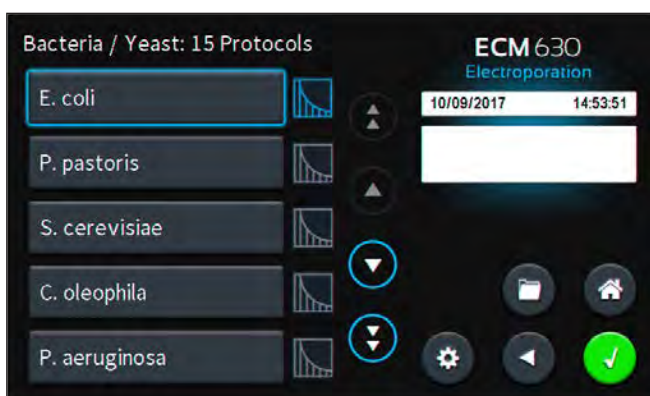 Bacteria / Yeast: 15 Protocols
E. coli
P. pastoris
S. cerevisiae
C. oleophila
P. aeruginosa
ECM 630
Electroporation
10/09/2017 14:53:51